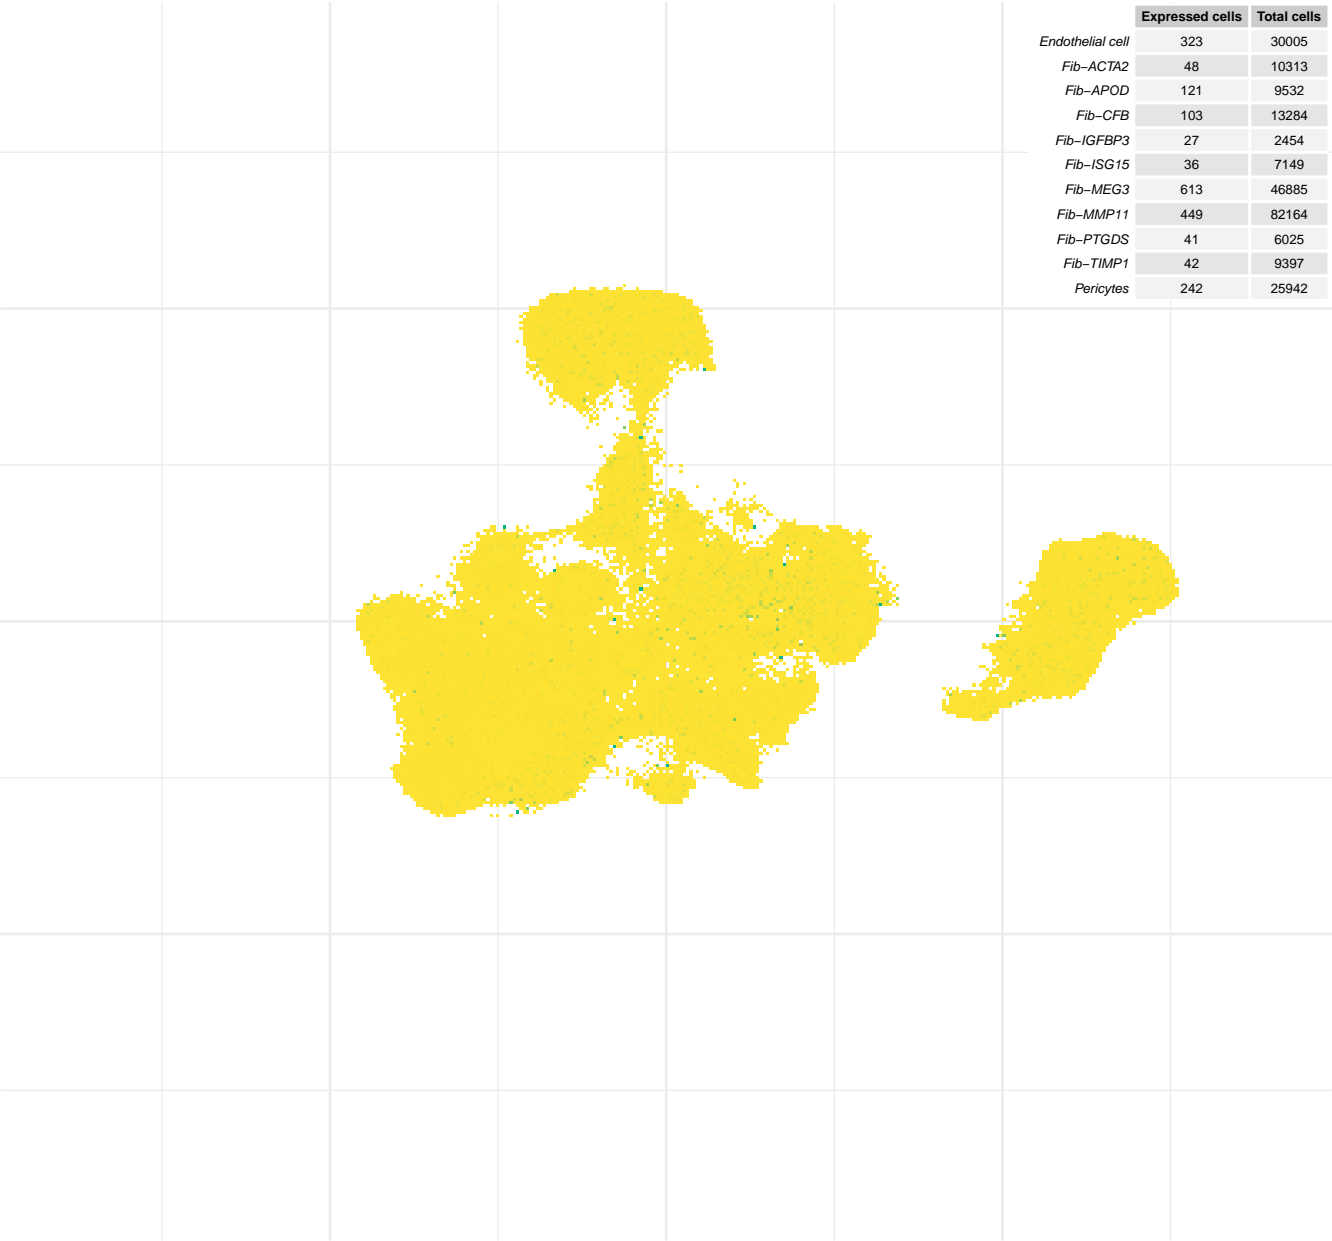 Expressed cells Total cells
Endothelial cell 323 30005
Fib−ACTA2 48 10313
Fib−APOD 121 9532
Fib−CFB 103 13284
Fib−IGFBP3 27 2454
Fib−ISG15 36 7149
Fib−MEG3 613 46885
Fib−MMP11 449 82164
Fib−PTGDS 41 6025
Fib−TIMP1 42 9397
Pericytes 242 25942